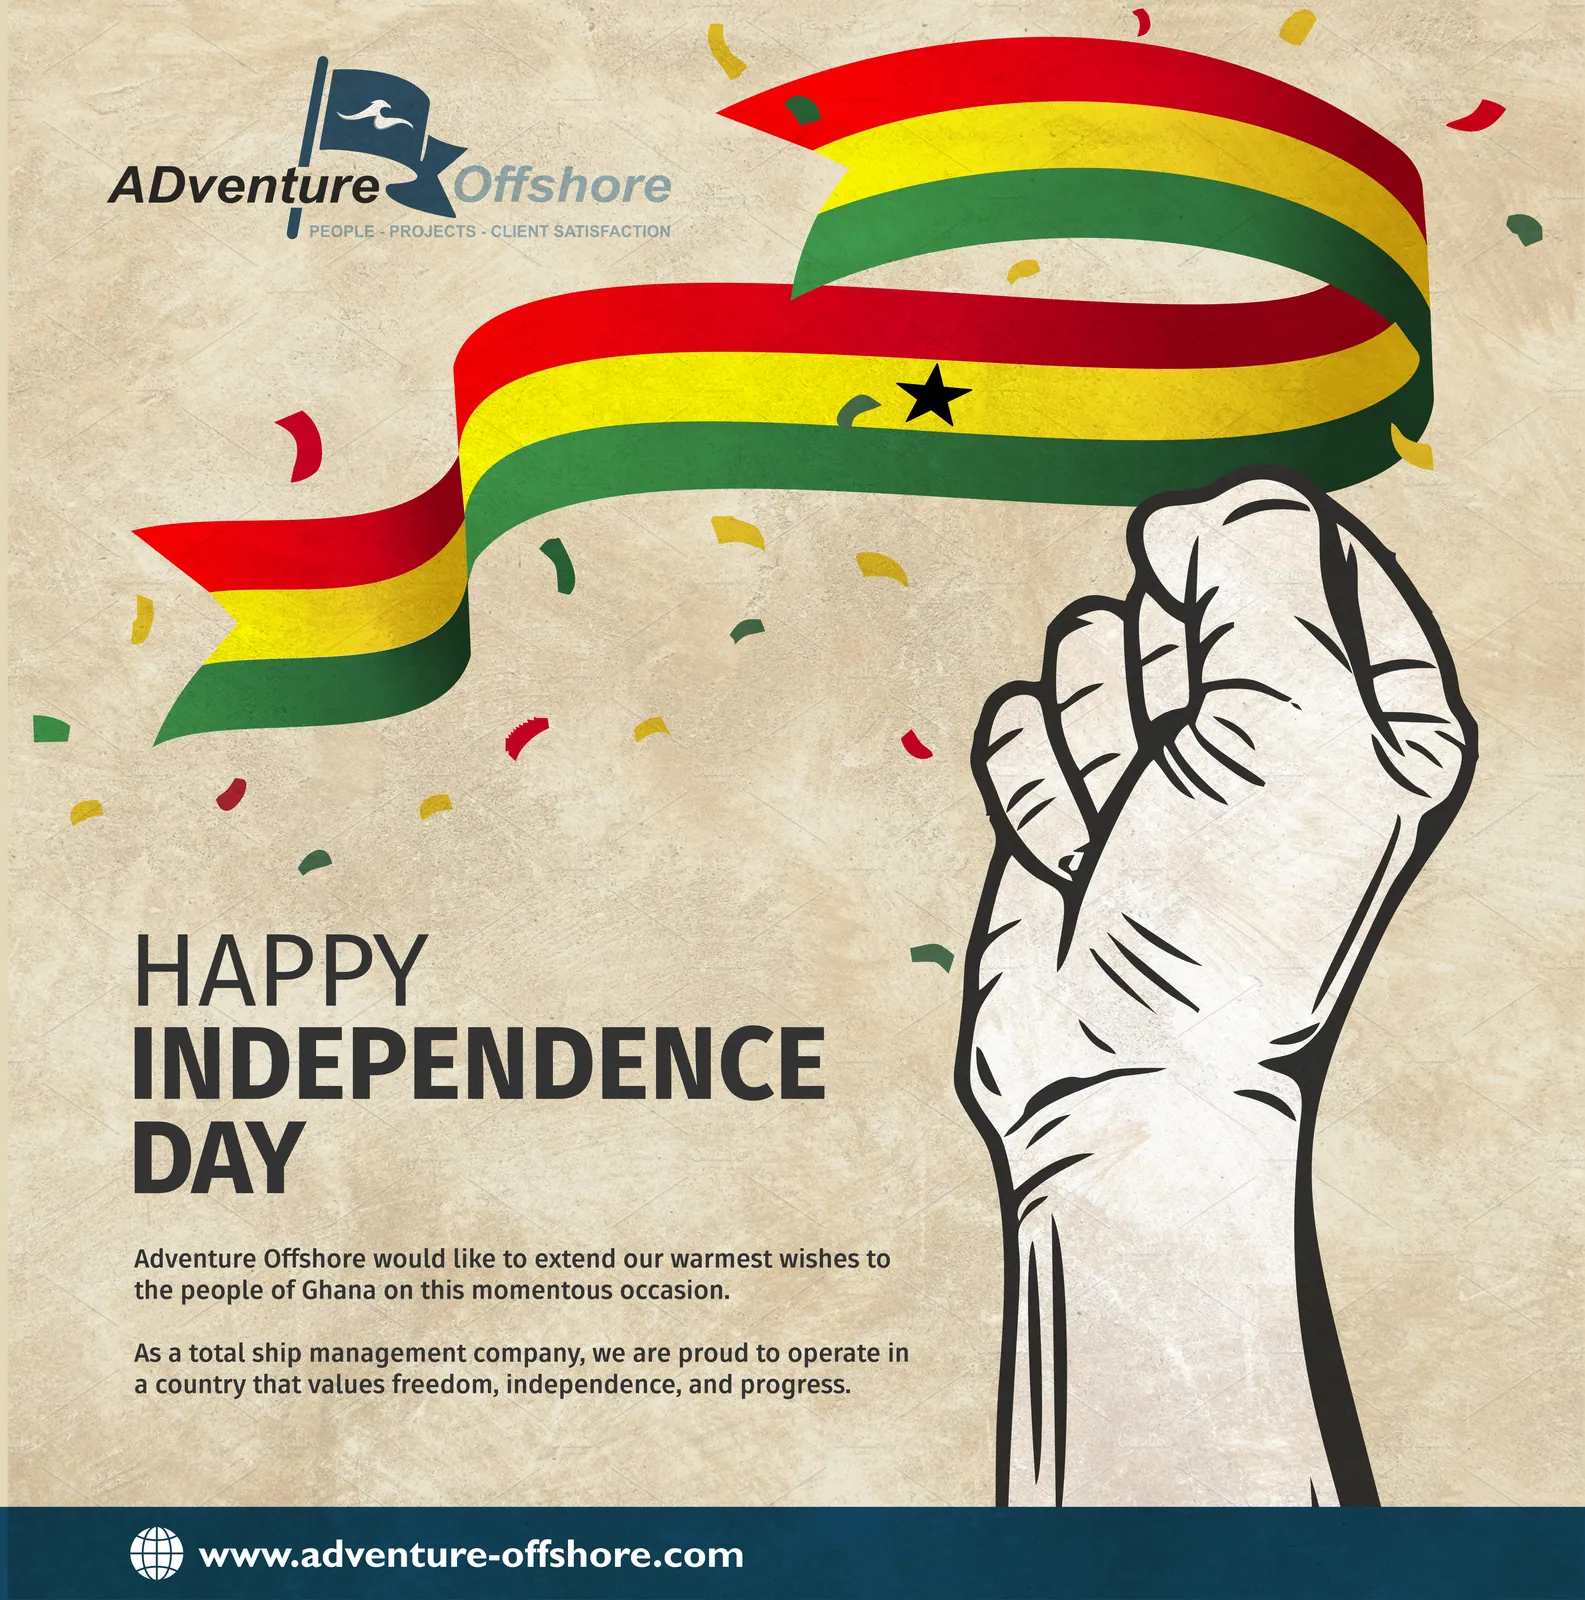 ADventure Offshore
PEOPLE - PROJECTS - CLIENT SATISFACTION
HAPPY
INDEPENDENCE
DAY
Adventure Offshore would like to extend our warmest wishes to
the people of Ghana on this momentous occasion.
As a total ship management company, we are proud to operate in
a country that values freedom, independence, and progress.
www.adventure-offshore.com